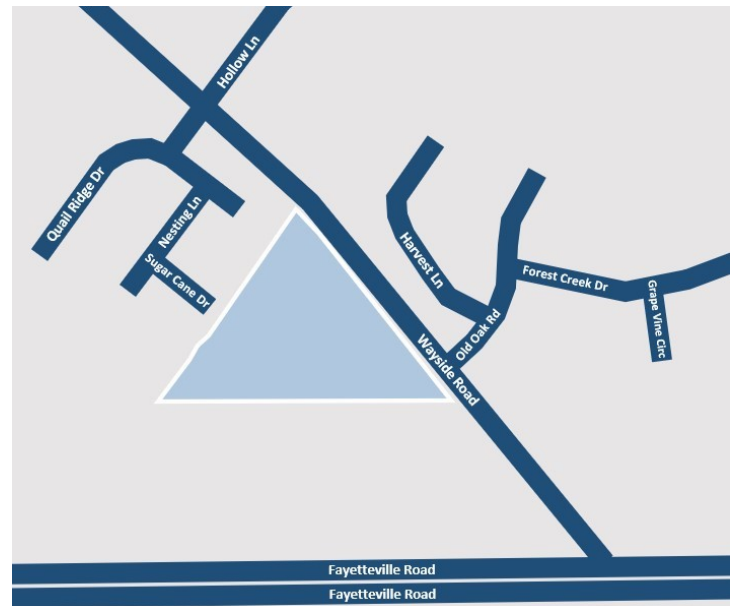 Hollow Ln
Quail Ridge Dr
Nesting Ln
Sugar Cane Dr
Harvest Ln
Forest Creek Dr
Grape Vine Circ
Old Oak Rd
Wayside Road
Fayetteville Road
Fayetteville Road